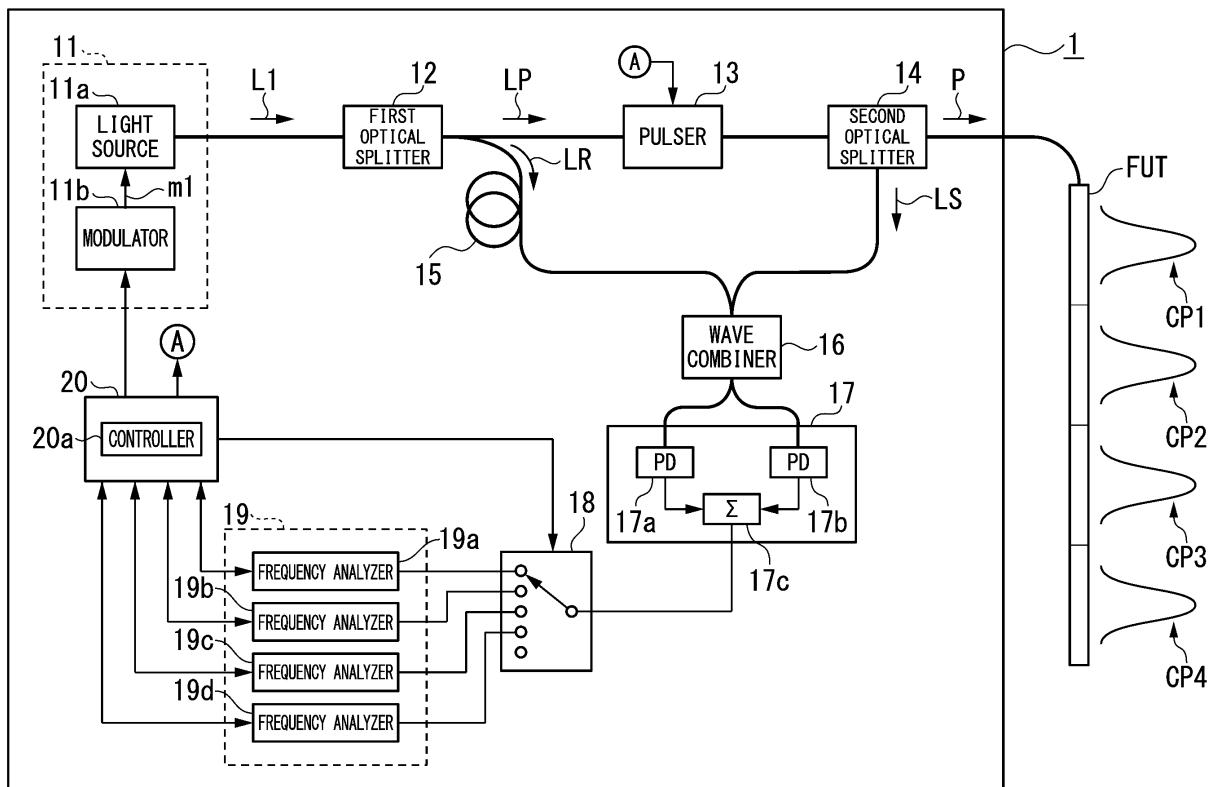 11
11a
LIGHT
SOURCE
11b
m1
MODULATOR
L1
12
FIRST
OPTICAL
SPLITTER
LP
LR
15
A
13
PULSER
14
SECOND
OPTICAL
SPLITTER
P
LS
1
FUT
CP1
CP2
CP3
CP4
WAVE
COMBINER
16
17
PD
PD
17a
Σ
17b
17c
A
20
20a
CONTROLLER
18
19
19a
FREQUENCY ANALYZER
19b
FREQUENCY ANALYZER
19c
FREQUENCY ANALYZER
19d
FREQUENCY ANALYZER